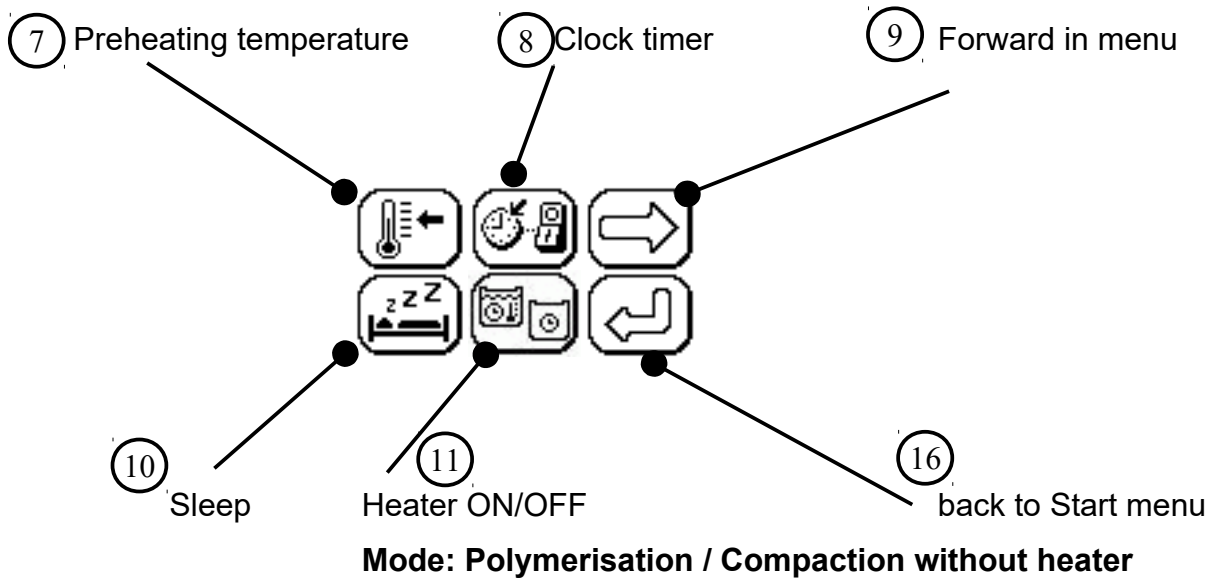 7 Preheating temperature 8 Clock timer 9 Forward in menu
z z Z
10 11 16
Sleep Heater ON/OFF back to Start menu
Mode: Polymerisation / Compaction without heater